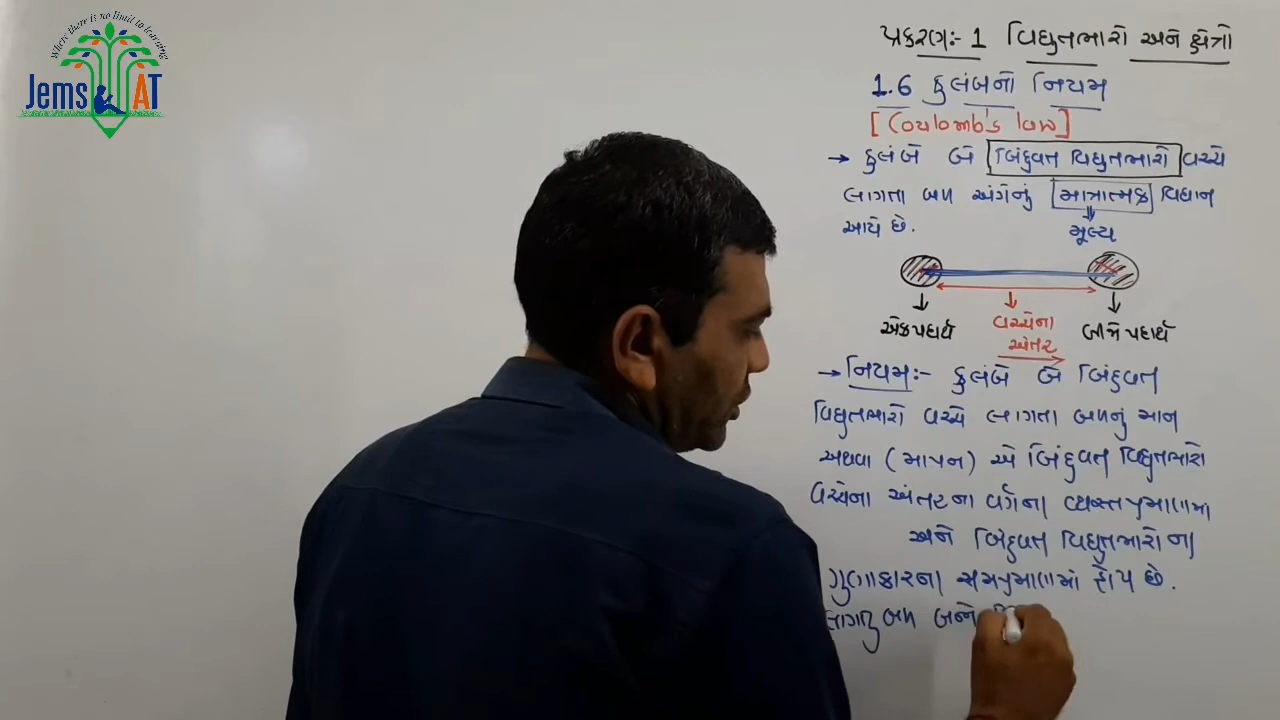 Where there is no limit to learning
Jems AT
પ્રકરણ:- 1 વિદ્યુતભારો અને ક્ષેત્રો
1.6 કુલંબનો નિયમ
[Coulomb's law]
→ કુલંબે બે બિંદુવત વિદ્યુતભારો વચ્ચે
લાગતા બળ અંગેનું માત્રાત્મક વિધાન
આપે છે. મૂલ્ય
એક પદાર્થ વચ્ચેના અંતર બીજો પદાર્થ
→ નિયમ:- કુલંબે બે બિંદુવત
વિદ્યુતભારો વચ્ચે લાગતા બળનું માન
અથવા (માપન) એ બિંદુવત વિદ્યુતભારો
વચ્ચેના અંતરના વર્ગના વ્યસ્તપ્રમાણમાં
અને બિંદુવત વિદ્યુતભારોના
ગુણાકારના સમપ્રમાણમાં હોય છે.
લાગતુ બળ બન્ને